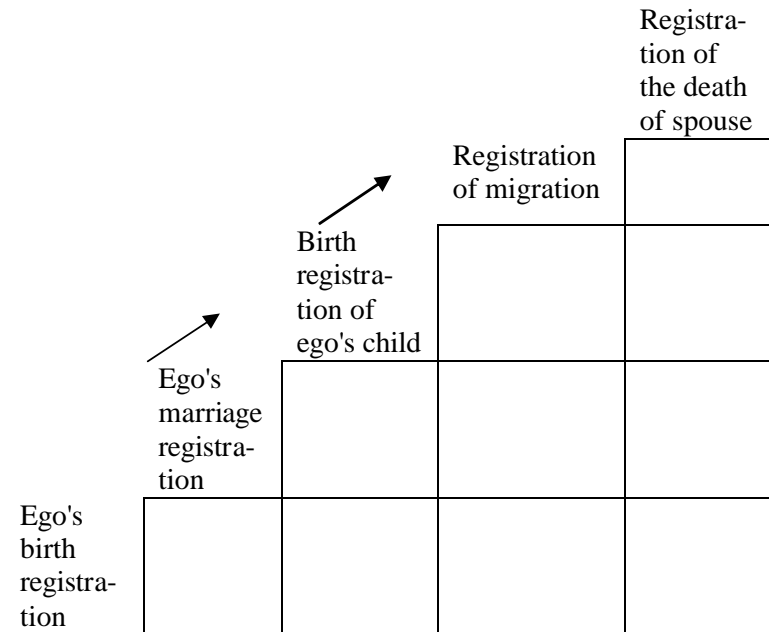 Registra-
tion of
the death
of spouse
Registration
of migration
Birth
registra-
tion of
ego's child
Ego's
marriage
registra-
tion
Ego's
birth
registra-
tion